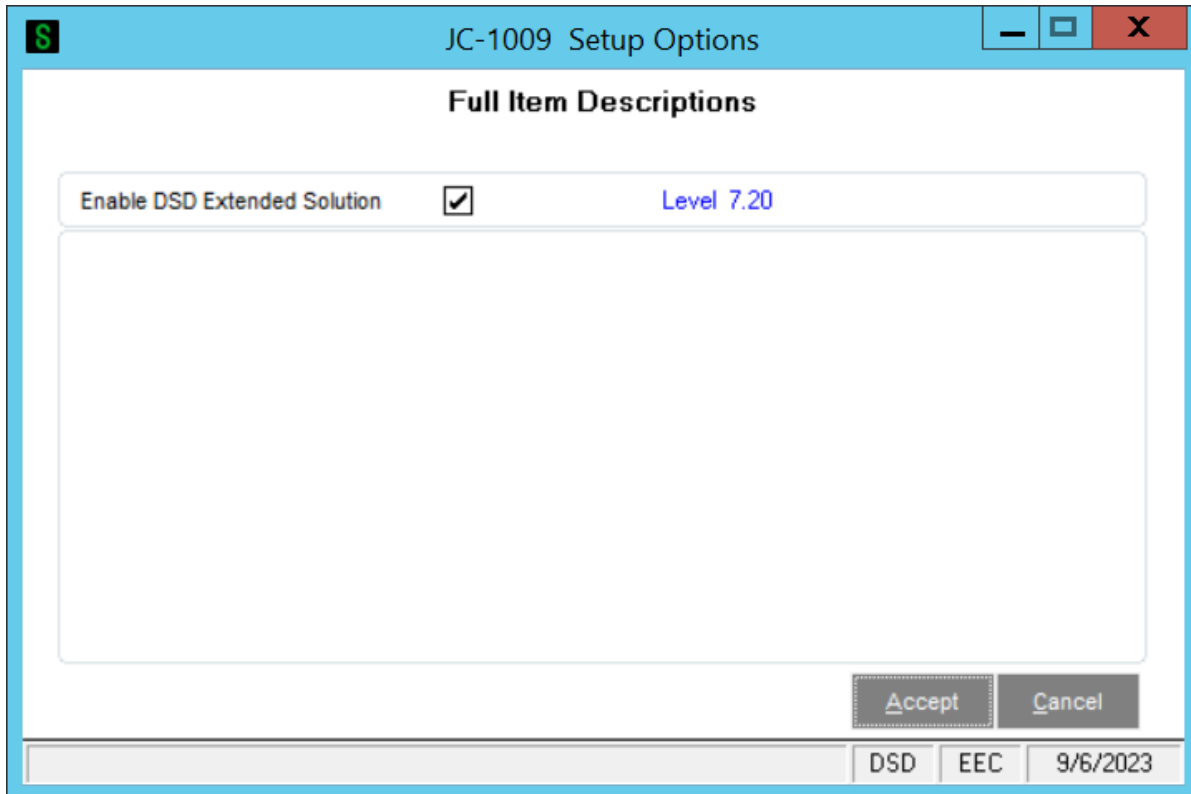 S JC-1009 Setup Options X
Full Item Descriptions
Enable DSD Extended Solution Level 7.20
Accept Cancel
DSD EEC 9/6/2023